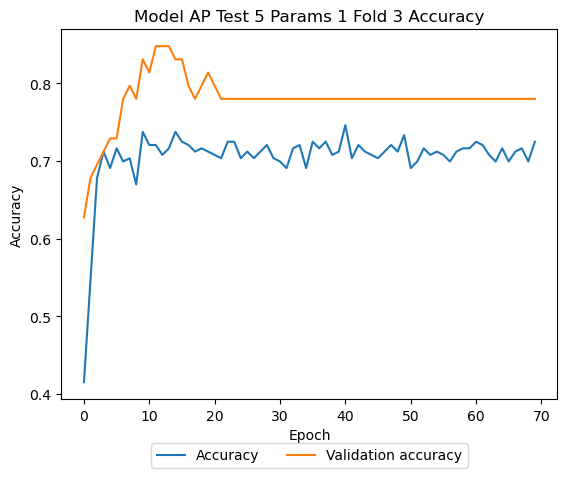 Model AP Test 5 Params 1 Fold 3 Accuracy
0.8
0.7
0.6
0.5
0.4
Accuracy
0 10 20 30 40 50 60 70
Epoch
Accuracy Validation accuracy